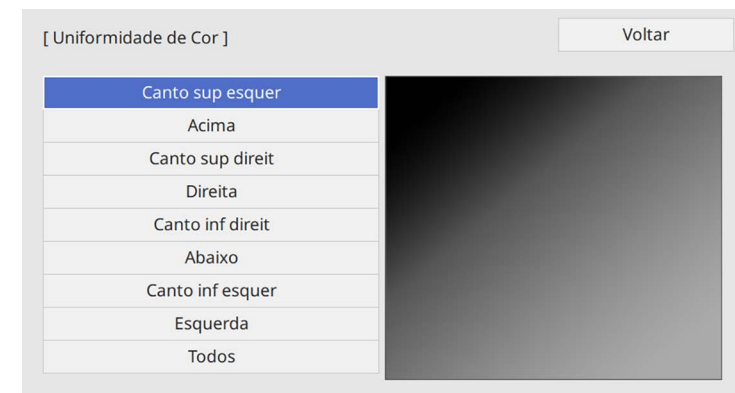 [ Uniformidade de Cor ]
Voltar
Canto sup esquer
Acima
Canto sup direit
Direita
Canto inf direit
Abaixo
Canto inf esquer
Esquerda
Todos